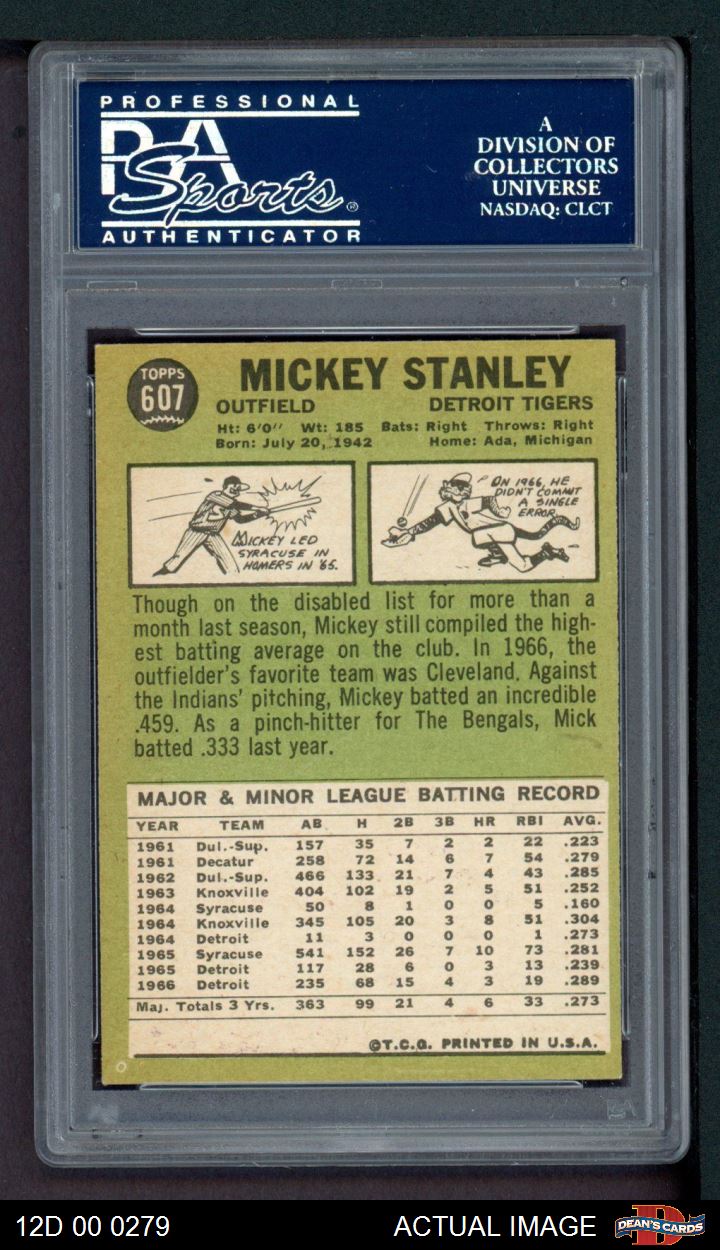 PROFESSIONAL
PSA
Sports®
AUTHENTICATOR
A
DIVISION OF
COLLECTORS
UNIVERSE
NASDAQ: CLCT
TOPPS
607
MICKEY STANLEY
OUTFIELD DETROIT TIGERS
Ht: 6'0" Wt: 185 Bats: Right Throws: Right
Born: July 20, 1942 Home: Ada, Michigan
MICKEY LED
SYRACUSE IN
HOMERS IN '65.
ON 1966, HE
DIDN'T COMMIT
A SINGLE
ERROR.
Though on the disabled list for more than a
month last season, Mickey still compiled the high-
est batting average on the club. In 1966, the
outfielder's favorite team was Cleveland. Against
the Indians' pitching, Mickey batted an incredible
.459. As a pinch-hitter for The Bengals, Mick
batted .333 last year.
MAJOR & MINOR LEAGUE BATTING RECORD
YEAR TEAM AB H 2B 3B HR RBI AVG.
1961 Dul.-Sup. 157 35 7 2 2 22 .223
1961 Decatur 258 72 14 6 7 54 .279
1962 Dul.-Sup. 466 133 21 7 4 43 .285
1963 Knoxville 404 102 19 2 5 51 .252
1964 Syracuse 50 8 1 0 0 5 .160
1964 Knoxville 345 105 20 3 8 51 .304
1964 Detroit 11 3 0 0 0 1 .273
1965 Syracuse 541 152 26 7 10 73 .281
1965 Detroit 117 28 6 0 3 13 .239
1966 Detroit 235 68 15 4 3 19 .289
Maj. Totals 3 Yrs. 363 99 21 4 6 33 .273
©T.C.G. PRINTED IN U.S.A.
PSA
12D 00 0279 ACTUAL IMAGE
D
DEAN'S CARDS